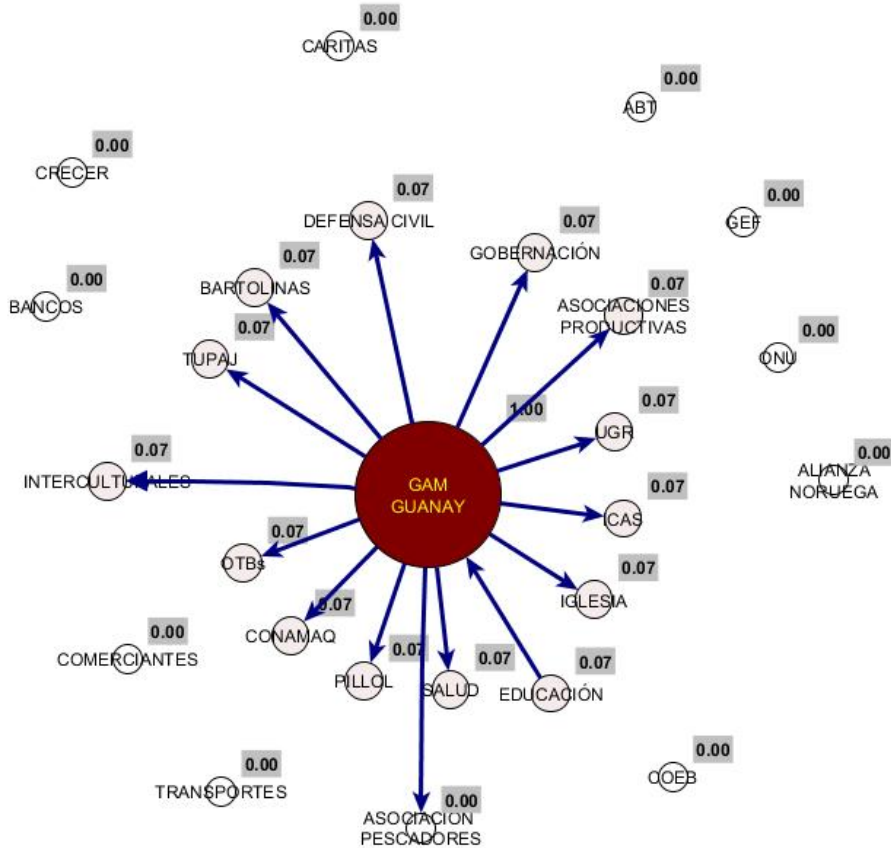 0.00
CARITAS
0.00
ABT
0.00
CRECER
0.07
DEFENSA CIVIL
0.07
GOBERNACIÓN
0.00
GEF
0.07
BARTOLINAS
0.07
ASOCIACIONES
PRODUCTIVAS
0.00
BANCOS
0.07
TUPAJ
0.00
ONU
1.00
0.07
UGR
0.07
INTERCULTURALES
GAM
GUANAY
0.00
ALIANZA
NORUEGA
0.07
ICAS
0.07
OTBs
0.07
IGLESIA
0.07
CONAMAQ
0.00
COMERCIANTES
0.07
PILLOL
0.07
SALUD
0.07
EDUCACIÓN
0.00
TRANSPORTES
0.00
COEB
0.00
ASOCIACION
PESCADORES